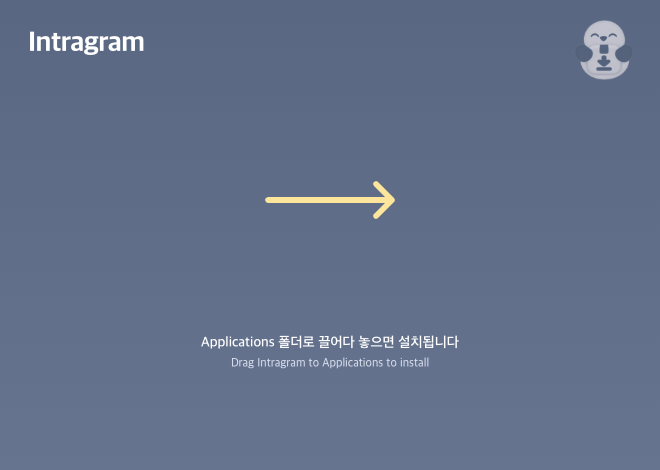 Intragram
Applications 폴더로 끌어다 놓으면 설치됩니다
Drag Intragram to Applications to install